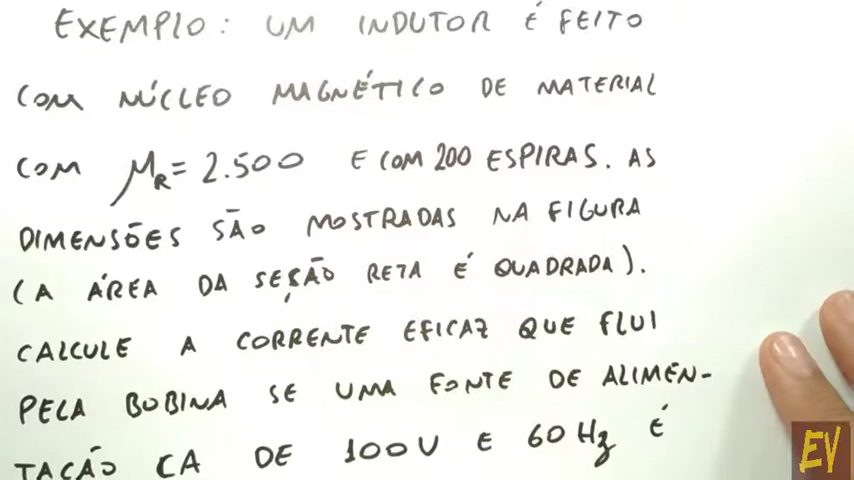 EXEMPLO: UM INDUTOR É FEITO
COM NÚCLEO MAGNÉTICO DE MATERIAL
COM μR = 2.500 E COM 200 ESPIRAS. AS
DIMENSÕES SÃO MOSTRADAS NA FIGURA
(A ÁREA DA SEÇÃO RETA É QUADRADA).
CALCULE A CORRENTE EFICAZ QUE FLUI
PELA BOBINA SE UMA FONTE DE ALIMEN-
TAÇÃO CA DE 100V E 60Hz É
EV